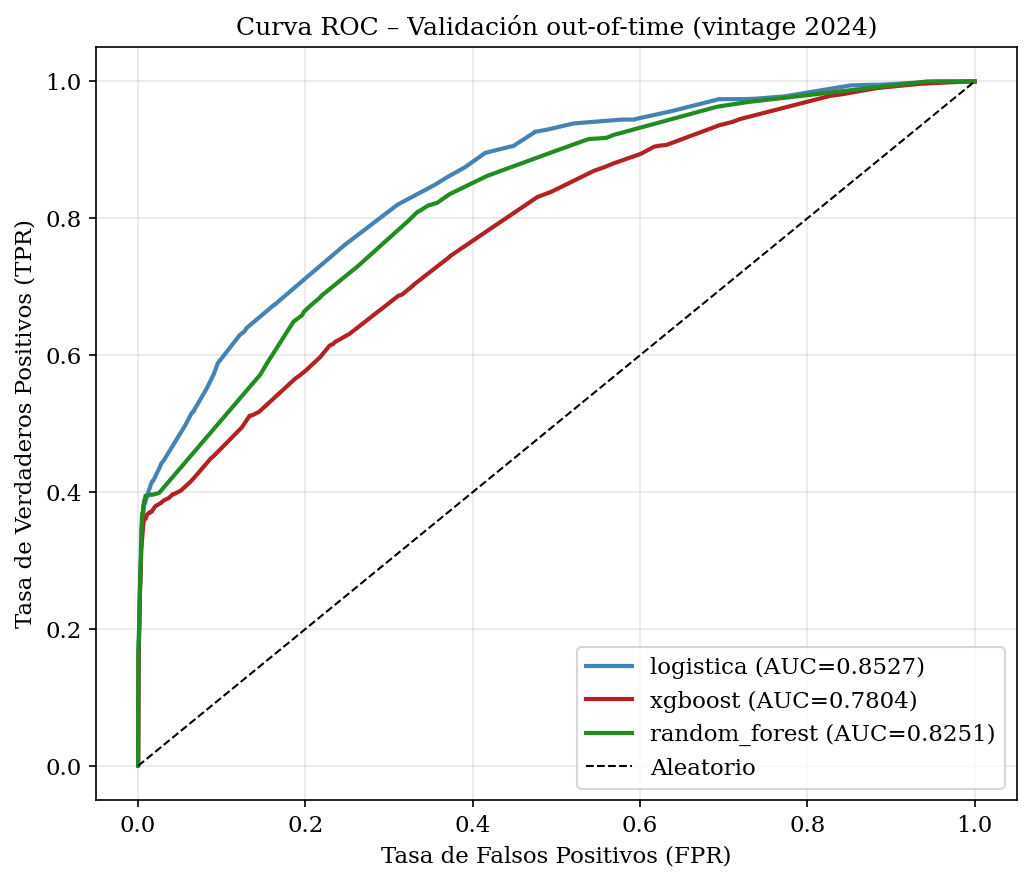 Curva ROC – Validación out-of-time (vintage 2024)
Tasa de Verdaderos Positivos (TPR)
1.0
0.8
0.6
0.4
0.2
0.0
logistica (AUC=0.8527)
xgboost (AUC=0.7804)
random_forest (AUC=0.8251)
Aleatorio
0.0 0.2 0.4 0.6 0.8 1.0
Tasa de Falsos Positivos (FPR)